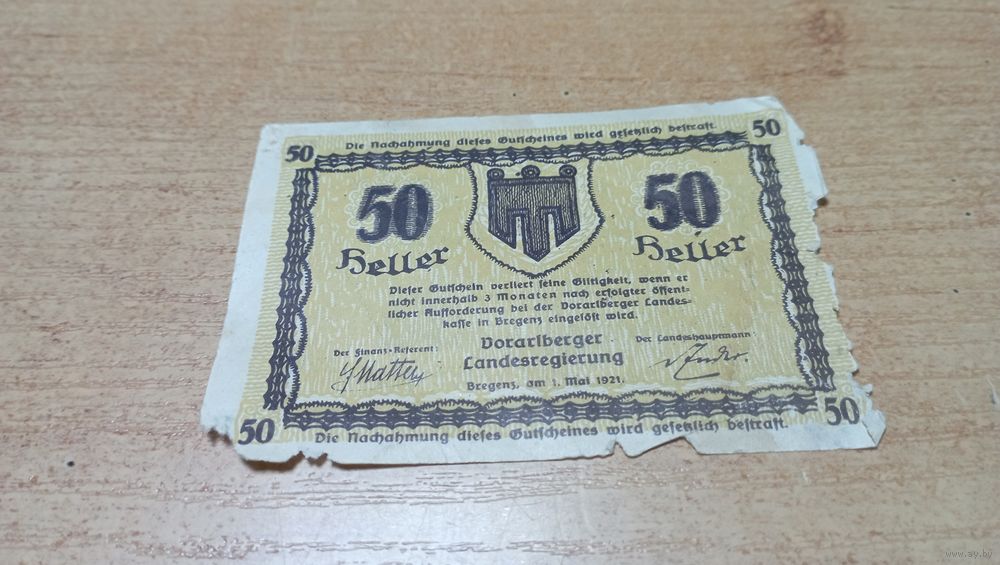 Die Nachahmung dieses Gutscheines wird gesetzlich bestraft.
50 50
50 50
Heller Heller
Dieser Gutschein verliert seine Giltigkeit, wenn er
nicht innerhalb 3 Monaten nach erfolgter öffent-
licher Aufforderung bei der Vorarlberger Landes-
kasse in Bregenz eingelöst wird.
Der Finanz-Referent: Vorarlberger Der Landeshauptmann:
Landesregierung
Bregenz, am 1. Mai 1921.
50 50
Die Nachahmung dieses Gutscheines wird gesetzlich bestraft.
www.ay.by